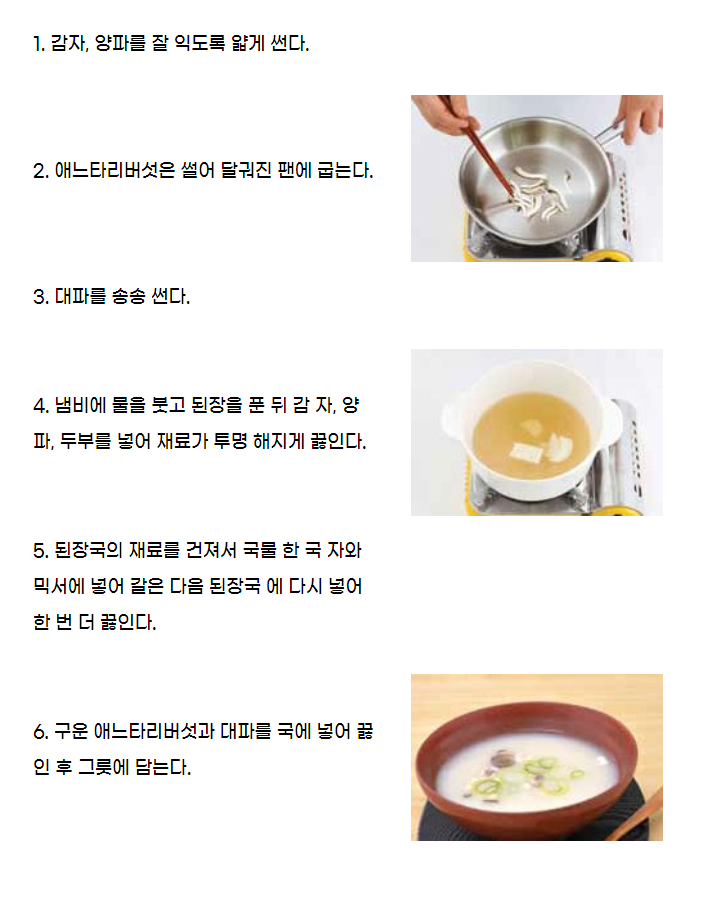 1. 감자, 양파를 잘 익도록 얇게 썬다.
2. 애느타리버섯은 썰어 달궈진 팬에 굽는다.
3. 대파를 송송 썬다.
4. 냄비에 물을 붓고 된장을 푼 뒤 감 자, 양
파, 두부를 넣어 재료가 투명 해지게 끓인다.
5. 된장국의 재료를 건져서 국물 한 국 자와
믹서에 넣어 갈은 다음 된장국 에 다시 넣어
한 번 더 끓인다.
6. 구운 애느타리버섯과 대파를 국에 넣어 끓
인 후 그릇에 담는다.